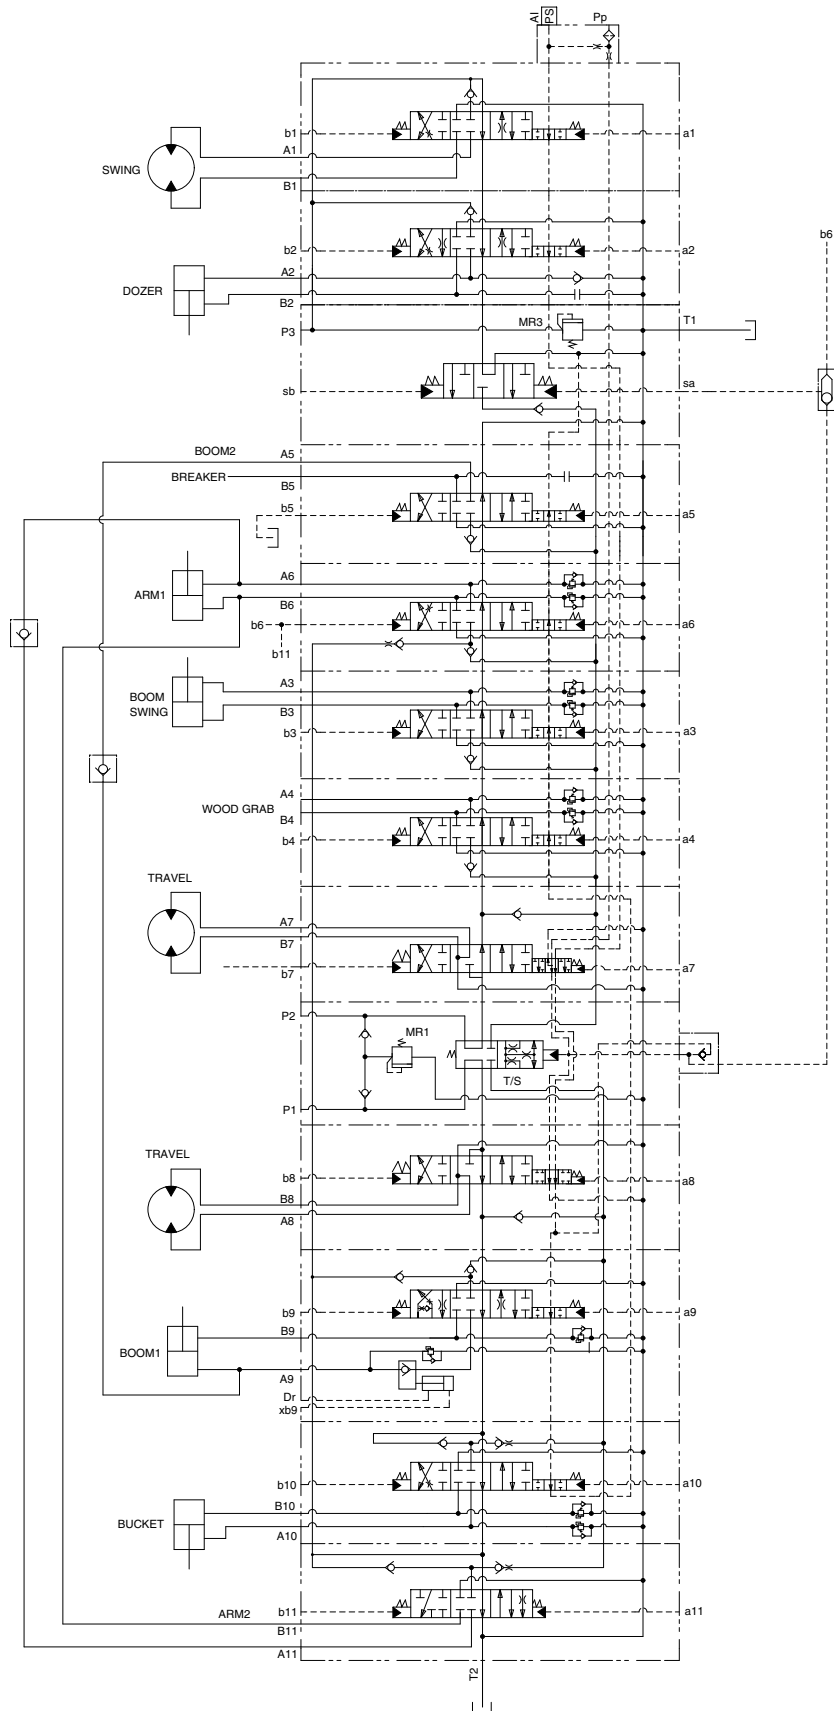 AI
PS
Pp
b1
a1
A1
SWING
B1
b6
b2
a2
A2
DOZER
B2
MR3
T1
P3
sb
sa
BOOM2
A5
BREAKER
B5
b5
a5
A6
ARM1
B6
b6
a6
b11
A3
BOOM
SWING
B3
b3
a3
A4
WOOD GRAB
B4
b4
a4
TRAVEL
A7
B7
b7
a7
P2
MR1
T/S
P1
TRAVEL
b8
a8
B8
A8
b9
a9
B9
BOOM1
A9
Dr
xb9
b10
a10
B10
BUCKET
A10
b11
a11
ARM2
B11
A11
T2